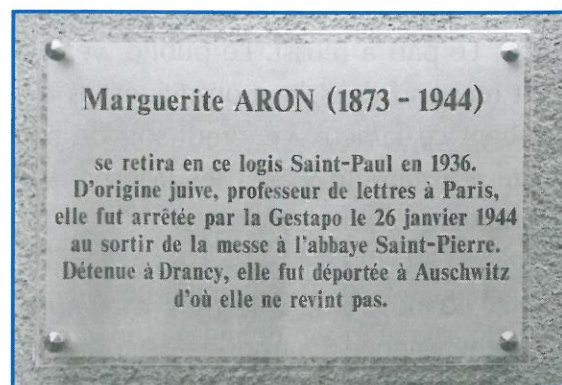 Marguerite ARON (1873 - 1944)
se retira en ce logis Saint-Paul en 1936.
D'origine juive, professeur de lettres à Paris,
elle fut arrêtée par la Gestapo le 26 janvier 1944
au sortir de la messe à l'abbaye Saint-Pierre.
Détenue à Drancy, elle fut déportée à Auschwitz
d'où elle ne revint pas.